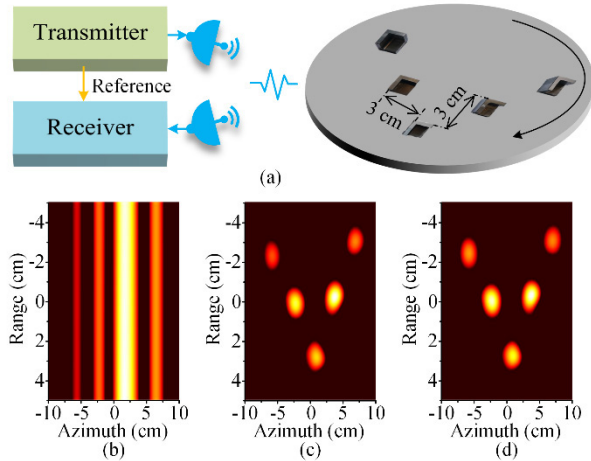 Transmitter
Reference
Receiver
3 cm
3 cm
(a)
-4
-2
0
2
4
Range (cm)
-10 -5 0 5 10
Azimuth (cm)
(b)
-4
-2
0
2
4
Range (cm)
-10 -5 0 5 10
Azimuth (cm)
(c)
-4
-2
0
2
4
Range (cm)
-10 -5 0 5 10
Azimuth (cm)
(d)